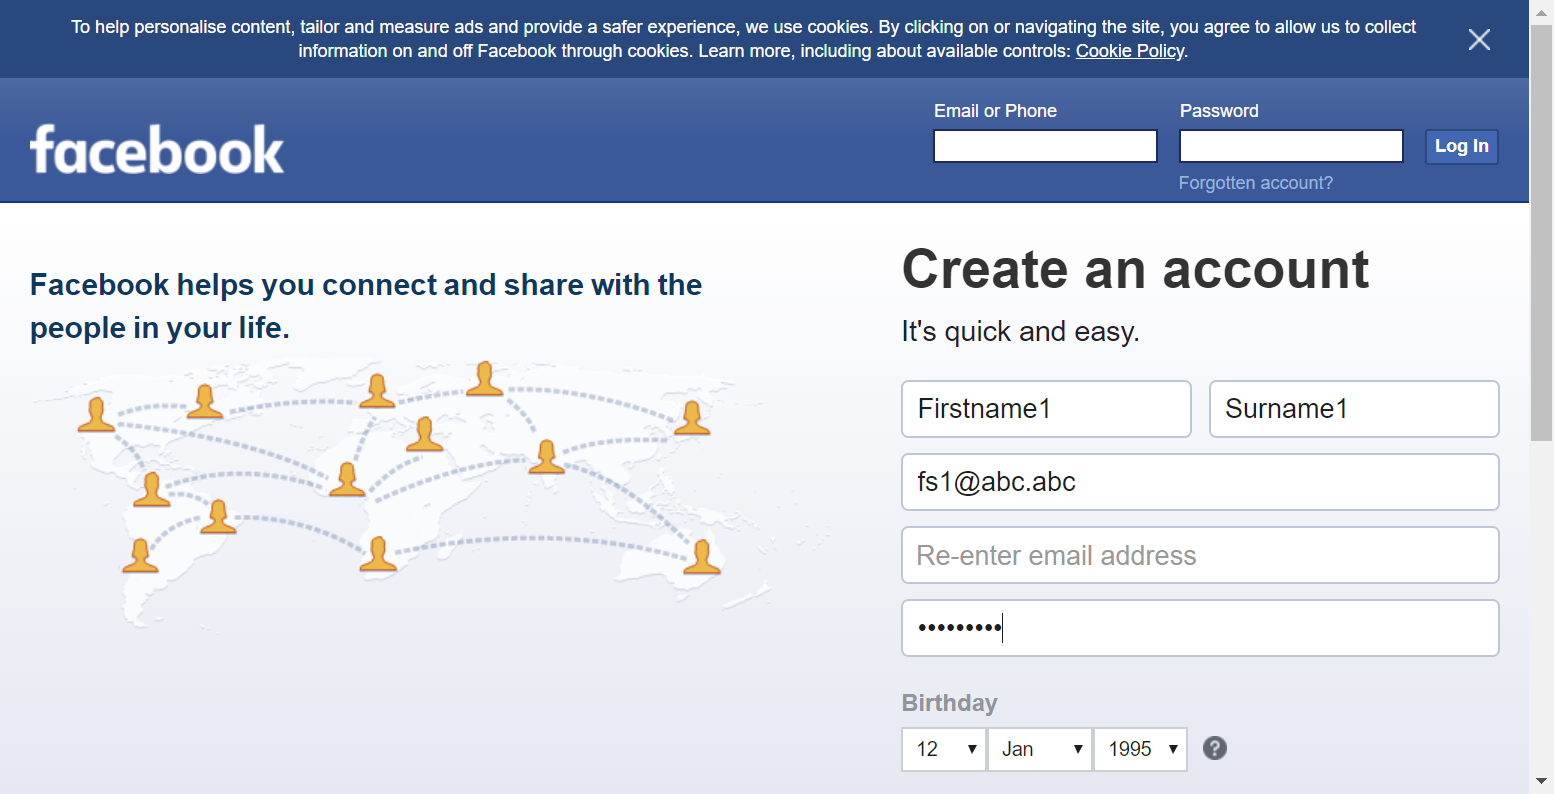 To help personalise content, tailor and measure ads and provide a safer experience, we use cookies. By clicking on or navigating the site, you agree to allow us to collect
information on and off Facebook through cookies. Learn more, including about available controls: Cookie Policy.
facebook
Email or Phone
Password
Log In
Forgotten account?
Facebook helps you connect and share with the
people in your life.
Create an account
It's quick and easy.
Firstname1
Surname1
fs1@abc.abc
Re-enter email address
•••••••••
Birthday
12
Jan
1995
?